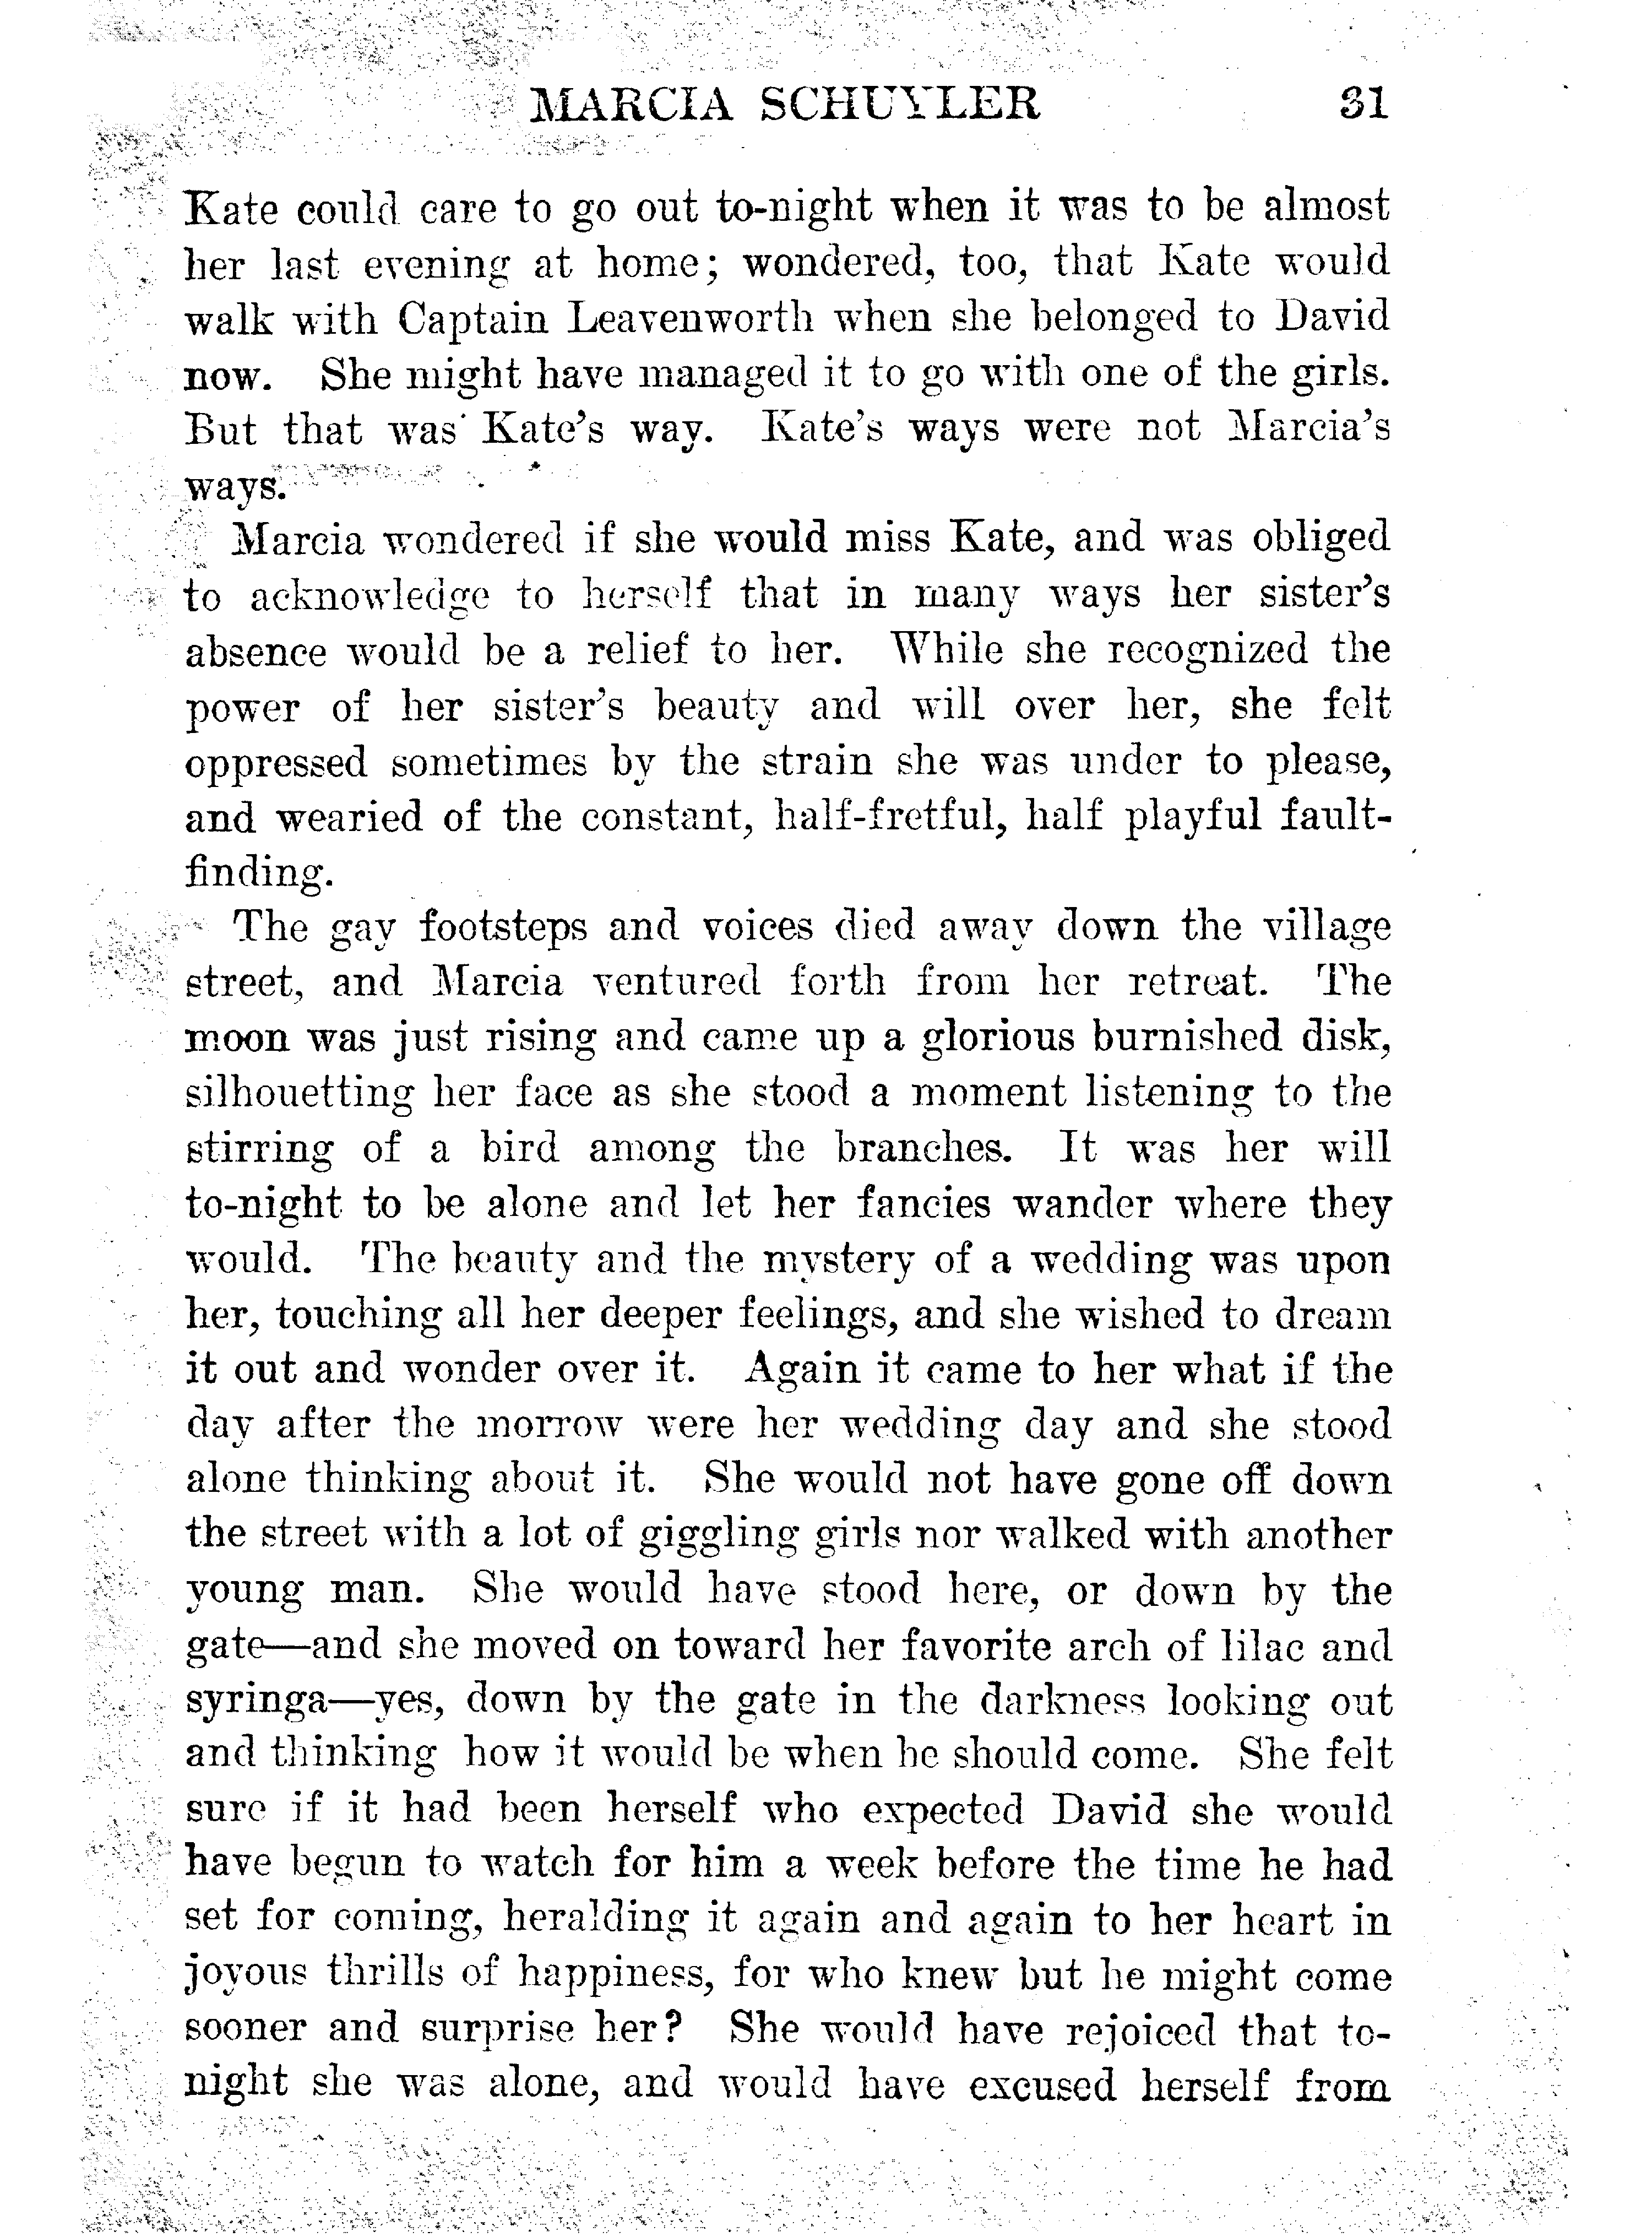 MARCIA SCHUYLER 31
Kate could care to go out to-night when it was to be almost
her last evening at home; wondered, too, that Kate would
walk with Captain Leavenworth when she belonged to David
now. She might have managed it to go with one of the girls.
But that was Kate's way. Kate's ways were not Marcia's
ways.
Marcia wondered if she would miss Kate, and was obliged
to acknowledge to herself that in many ways her sister's
absence would be a relief to her. While she recognized the
power of her sister's beauty and will over her, she felt
oppressed sometimes by the strain she was under to please,
and wearied of the constant, half-fretful, half playful fault-
finding.
The gay footsteps and voices died away down the village
street, and Marcia ventured forth from her retreat. The
moon was just rising and came up a glorious burnished disk,
silhouetting her face as she stood a moment listening to the
stirring of a bird among the branches. It was her will
to-night to be alone and let her fancies wander where they
would. The beauty and the mystery of a wedding was upon
her, touching all her deeper feelings, and she wished to dream
it out and wonder over it. Again it came to her what if the
day after the morrow were her wedding day and she stood
alone thinking about it. She would not have gone off down
the street with a lot of giggling girls nor walked with another
young man. She would have stood here, or down by the
gate—and she moved on toward her favorite arch of lilac and
syringa—yes, down by the gate in the darkness looking out
and thinking how it would be when he should come. She felt
sure if it had been herself who expected David she would
have begun to watch for him a week before the time he had
set for coming, heralding it again and again to her heart in
joyous thrills of happiness, for who knew but he might come
sooner and surprise her? She would have rejoiced that to-
night she was alone, and would have excused herself from